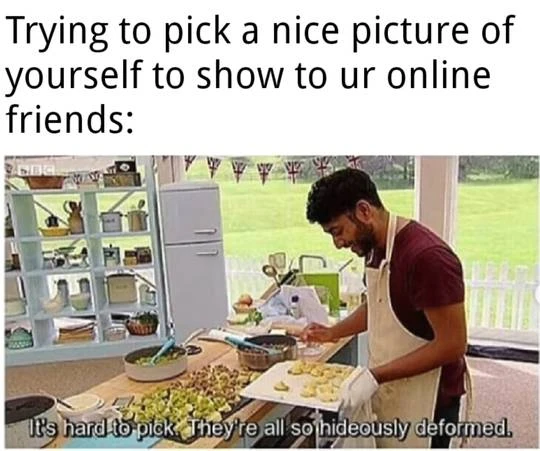 Trying to pick a nice picture of
yourself to show to ur online
friends:
BBC
It's hard to pick. They're all so hideously deformed.